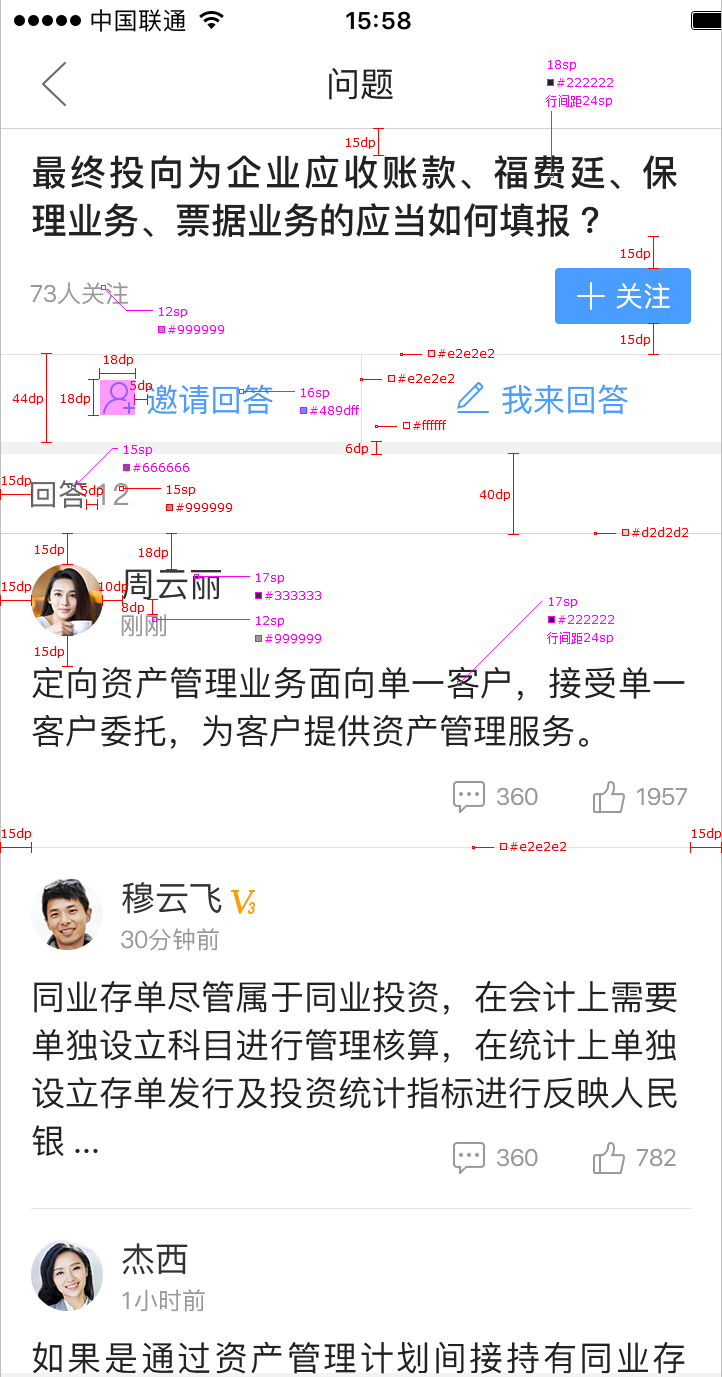 中国联通 15:58
问题
18sp
#222222
行间距24sp
15dp
最终投向为企业应收账款、福费廷、保
理业务、票据业务的应当如何填报？
15dp
73人关注
关注
12sp
#999999
15dp
#e2e2e2
18dp
#e2e2e2
5dp
44dp
18dp
邀请回答
16sp
#489dff
我来回答
#ffffff
6dp
15sp
#666666
15dp
回答 12
5dp
15sp
#999999
40dp
#d2d2d2
15dp
18dp
15dp
10dp
周云丽
17sp
#333333
8dp
刚刚
12sp
#999999
17sp
#222222
行间距24sp
15dp
定向资产管理业务面向单一客户，接受单一
客户委托，为客户提供资产管理服务。
360 1957
15dp
15dp
#e2e2e2
穆云飞 V3
30分钟前
同业存单尽管属于同业投资，在会计上需要
单独设立科目进行管理核算，在统计上单独
设立存单发行及投资统计指标进行反映人民
银 ...
360 782
杰西
1小时前
如果是通过资产管理计划间接持有同业存